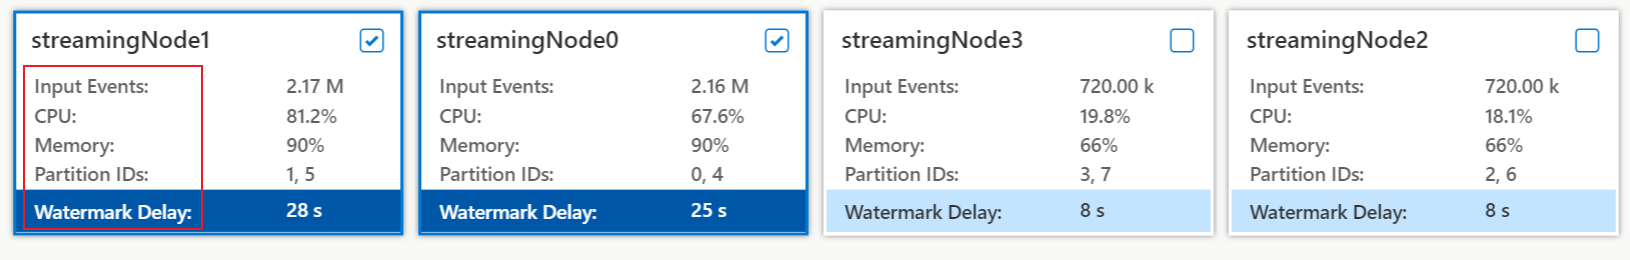 streamingNode1
Input Events: 2.17 M
CPU: 81.2%
Memory: 90%
Partition IDs: 1, 5
Watermark Delay: 28 s
streamingNode0
Input Events: 2.16 M
CPU: 67.6%
Memory: 90%
Partition IDs: 0, 4
Watermark Delay: 25 s
streamingNode3
Input Events: 720.00 k
CPU: 19.8%
Memory: 66%
Partition IDs: 3, 7
Watermark Delay: 8 s
streamingNode2
Input Events: 720.00 k
CPU: 18.1%
Memory: 66%
Partition IDs: 2, 6
Watermark Delay: 8 s